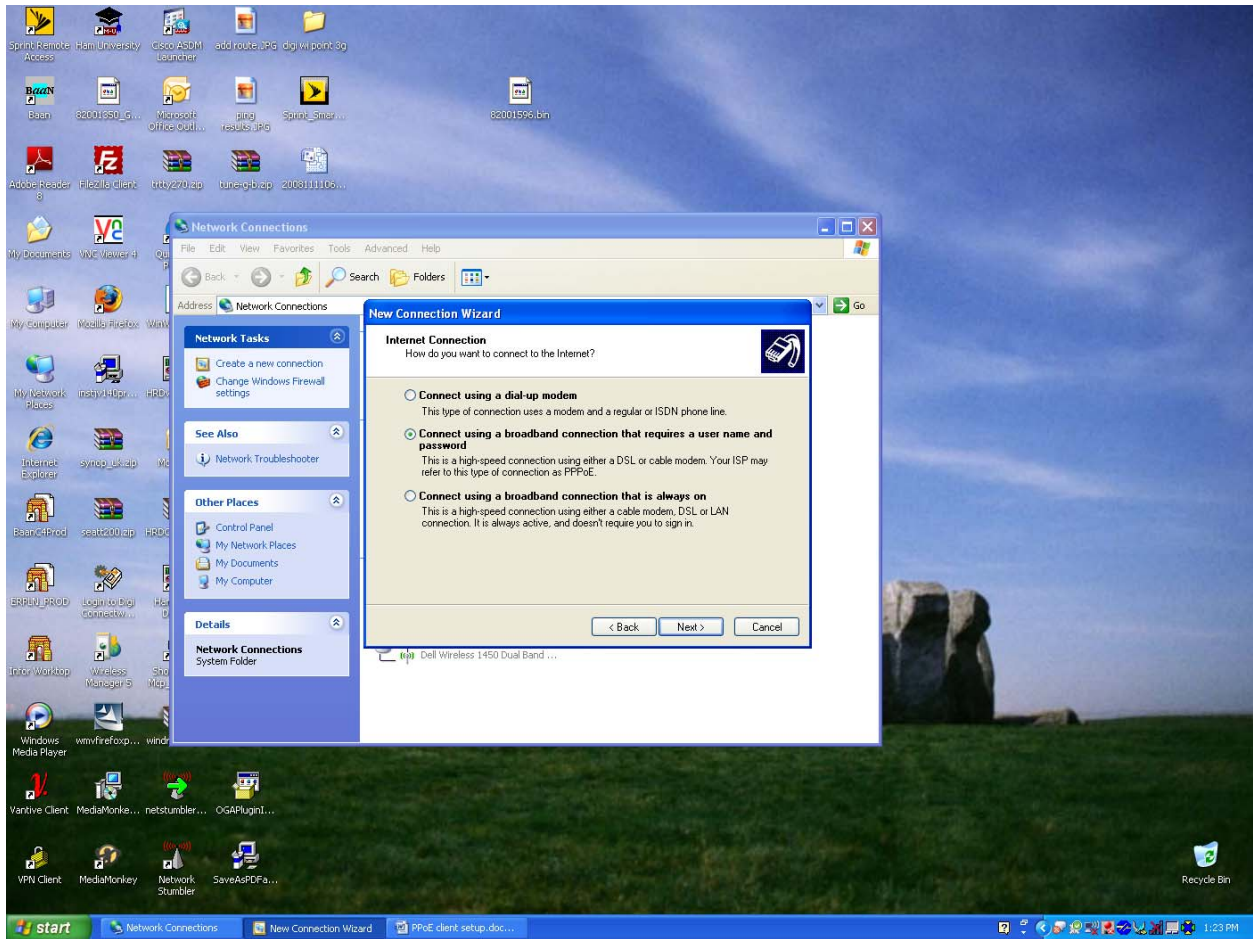 Sprint Remote Access
Ham University
Cisco ASDM Launcher
add route.JPG
digi wi point 3g
Baan
82001350_G...
Microsoft Office Outl...
ping results.JPG
Sprint_Smar...
82001596.bin
Adobe Reader 8
FileZilla Client
trtty270.zip
tune-g-b.zip
2008111106...
My Documents
VNC Viewer 4
My Computer
Mozilla Firefox
My Network Places
instjv140pr...
Internet Explorer
synop_uk.zip
BaanC4Prod
seatt200.zip
ERPLN_PROD
Login to Digi Connectw...
Infor Worktop
Wireless Manager 5
Windows Media Player
wmvfirefoxp...
Vantive Client
MediaMonke...
netstumbler...
OGAPluginI...
VPN Client
MediaMonkey
Network Stumbler
SaveAsPDFa...
Recycle Bin
Network Connections
File Edit View Favorites Tools Advanced Help
Back
Search
Folders
Address
Network Connections
Go
Network Tasks
Create a new connection
Change Windows Firewall settings
See Also
Network Troubleshooter
Other Places
Control Panel
My Network Places
My Documents
My Computer
Details
Network Connections
System Folder
New Connection Wizard
Internet Connection
How do you want to connect to the Internet?
Connect using a dial-up modem
This type of connection uses a modem and a regular or ISDN phone line.
Connect using a broadband connection that requires a user name and
password
This is a high-speed connection using either a DSL or cable modem. Your ISP may
refer to this type of connection as PPPoE.
Connect using a broadband connection that is always on
This is a high-speed connection using either a cable modem, DSL or LAN
connection. It is always active, and doesn't require you to sign in.
< Back
Next >
Cancel
Dell Wireless 1450 Dual Band ...
start
Network Connections
New Connection Wizard
PPoE client setup.doc...
1:23 PM